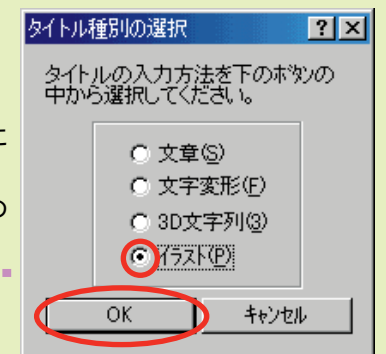 タイトル種別の選択
タイトルの入力方法を下のボタンの
中から選択してください。
文章(S)
文字変形(F)
3D文字列(3)
イラスト(P)
OK
キャンセル
に